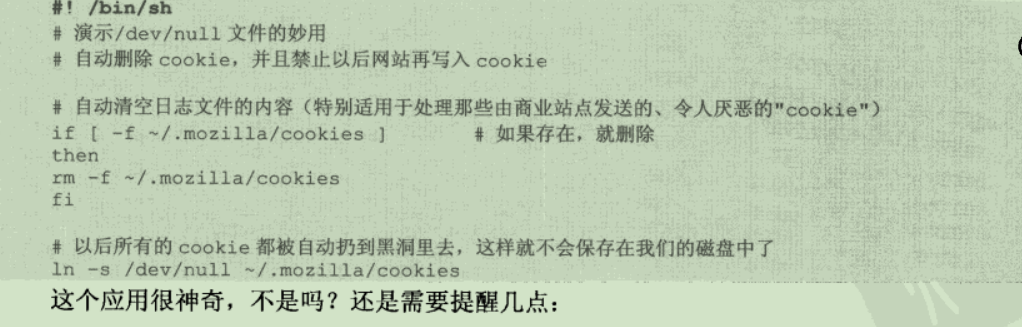 #! /bin/sh
# 演示/dev/null 文件的妙用
# 自动删除 cookie，并且禁止以后网站再写入 cookie
# 自动清空日志文件的内容（特别适用于处理那些由商业站点发送的、令人厌恶的"cookie"）
if [ -f ~/.mozilla/cookies ] # 如果存在，就删除
then
rm -f ~/.mozilla/cookies
fi
# 以后所有的 cookie 都被自动扔到黑洞里去，这样就不会保存在我们的磁盘中了
ln -s /dev/null ~/.mozilla/cookies
这个应用很神奇，不是吗？还是需要提醒几点：